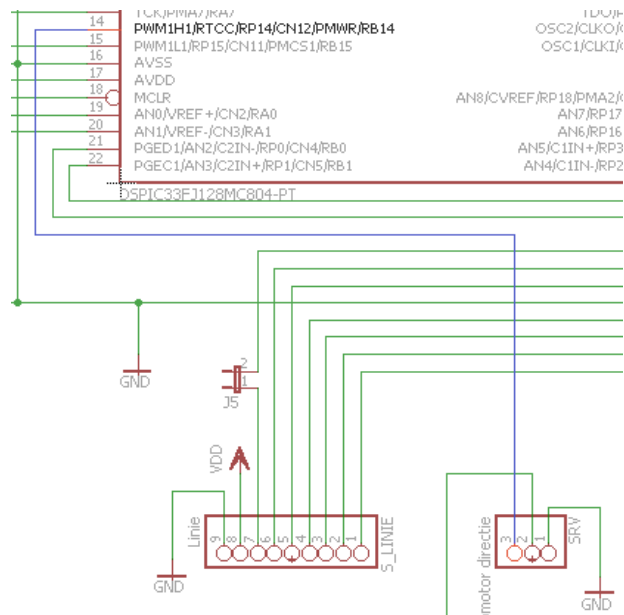 TCK/PMA7/RA7
TDO/P
14 PWM1H1/RTCC/RP14/CN12/PMWR/RB14 OSC2/CLKO/
15 PWM1L1/RP15/CN11/PMCS1/RB15 OSC1/CLKI/
16 AVSS
17 AVDD
18 MCLR AN8/CVREF/RP18/PMA2/
19 AN0/VREF+/CN2/RA0 AN7/RP17
20 AN1/VREF-/CN3/RA1 AN6/RP16
21 PGED1/AN2/C2IN-/RP0/CN4/RB0 AN5/C1IN+/RP3
22 PGEC1/AN3/C2IN+/RP1/CN5/RB1 AN4/C1IN-/RP2
DSPIC33FJ128MC804-PT
2
GND
1
J5
VDD
Linie
9 8 7 6 5 4 3 2 1
S_LINIE
GND
motor directie
3 2 1
SRV
GND